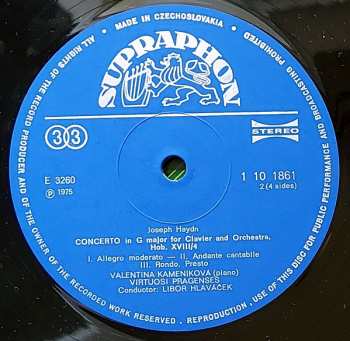 MADE IN CZECHOSLOVAKIA
ALL RIGHTS OF THE RECORD PRODUCER AND OF THE OWNER OF THE RECORDED WORK RESERVED. REPRODUCTION, USE OF THIS DISC FOR PUBLIC PERFORMANCE AND BROADCASTING PROHIBITED
SUPRAPHON
33
STEREO
E 3260
Ⓟ 1975
1 10 1861
2 (4 sides)
Joseph Haydn
CONCERTO in G major for Clavier and Orchestra,
Hob. XVIII/4
I. Allegro moderato — II. Andante cantabile
III. Rondo. Presto
VALENTINA KAMENIKOVA (piano)
VIRTUOSI PRAGENSES
Conductor: LIBOR HLAVÁČEK